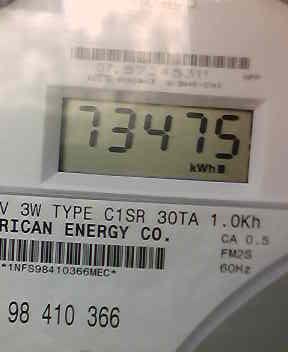 73475
kWh
V 3W TYPE C1SR 30TA 1.0Kh
RICAN ENERGY CO.
CA 0.5
FM2S
60Hz
*1NFS98410366MEC*
98 410 366